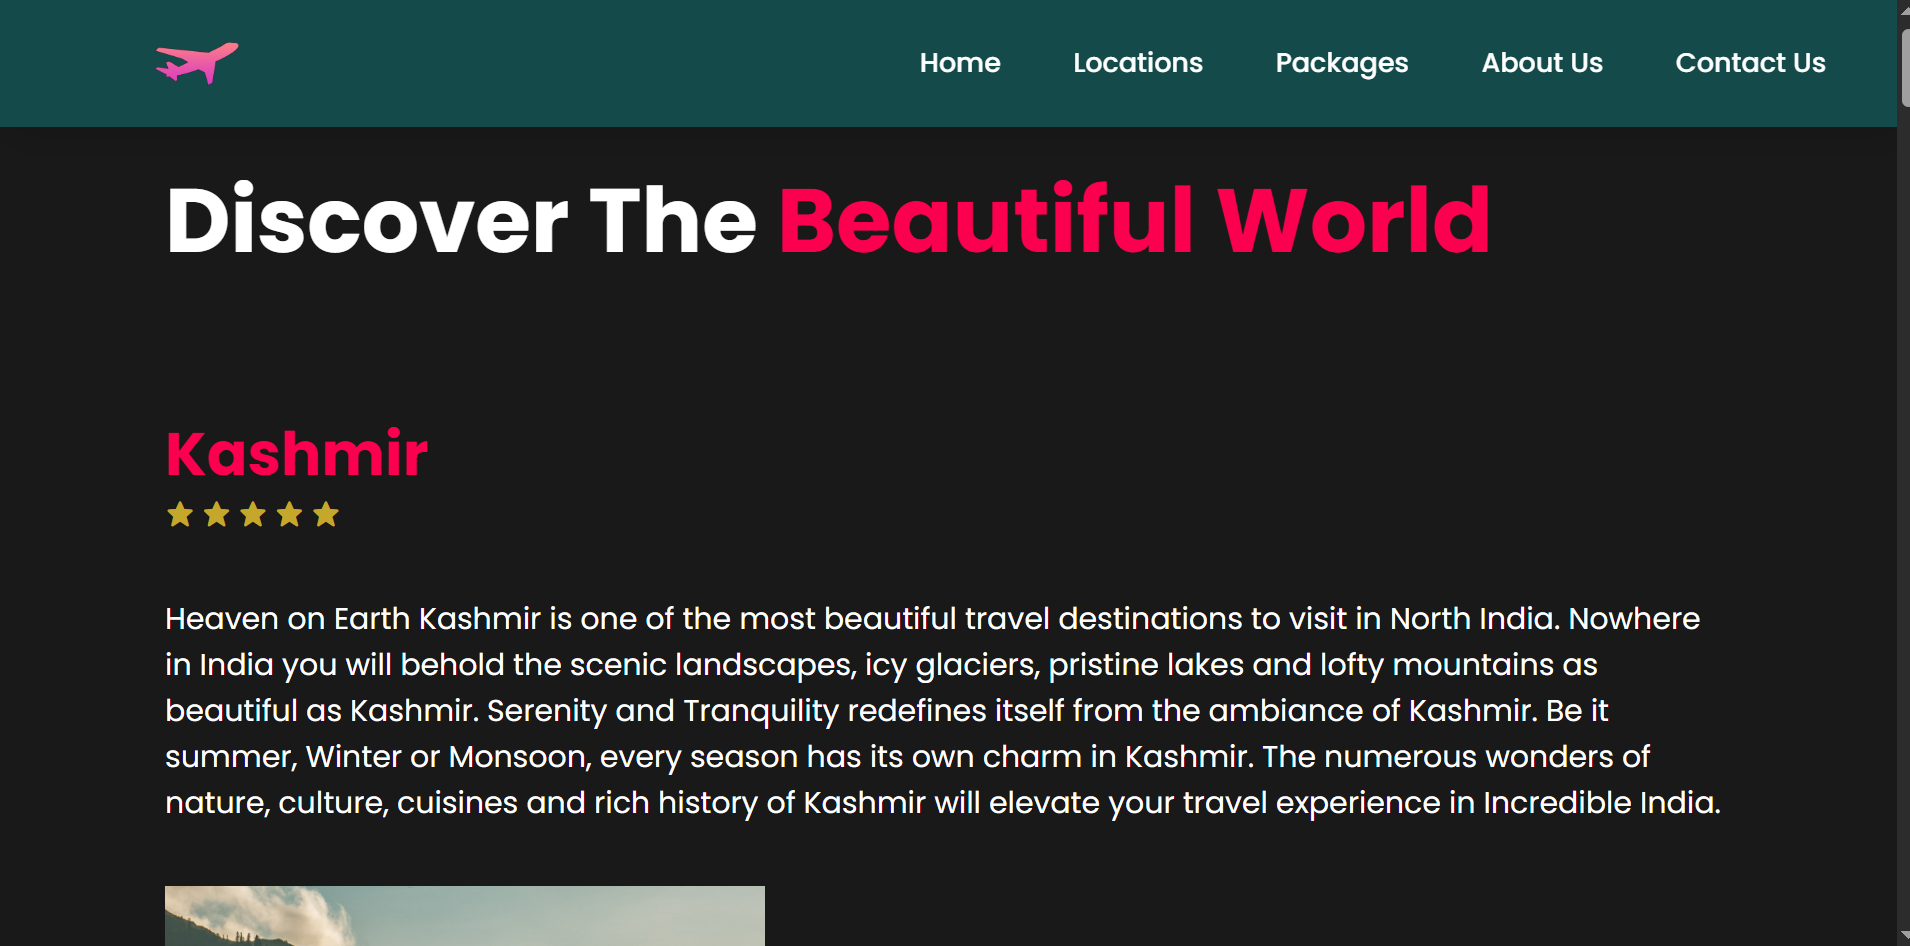 Home Locations Packages About Us Contact Us
Discover The Beautiful World
Kashmir
Heaven on Earth Kashmir is one of the most beautiful travel destinations to visit in North India. Nowhere
in India you will behold the scenic landscapes, icy glaciers, pristine lakes and lofty mountains as
beautiful as Kashmir. Serenity and Tranquility redefines itself from the ambiance of Kashmir. Be it
summer, Winter or Monsoon, every season has its own charm in Kashmir. The numerous wonders of
nature, culture, cuisines and rich history of Kashmir will elevate your travel experience in Incredible India.